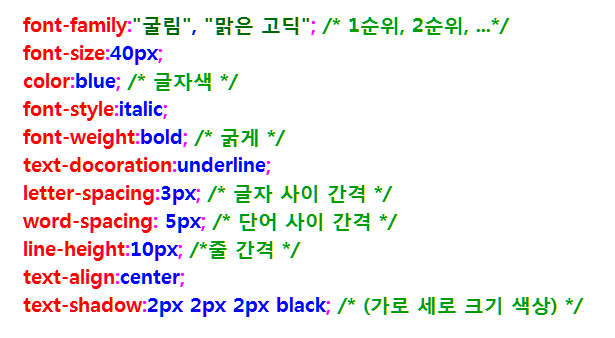 font-family:"굴림", "맑은 고딕"; /* 1순위, 2순위, ...*/
font-size:40px;
color:blue; /* 글자색 */
font-style:italic;
font-weight:bold; /* 굵게 */
text-docoration:underline;
letter-spacing:3px; /* 글자 사이 간격 */
word-spacing: 5px; /* 단어 사이 간격 */
line-height:10px; /*줄 간격 */
text-align:center;
text-shadow:2px 2px 2px black; /* (가로 세로 크기 색상) */